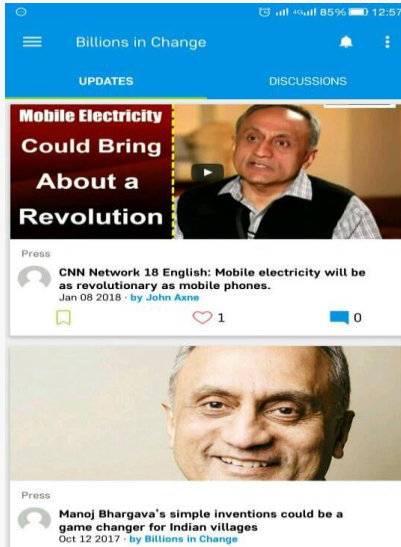 4G 85% 12:57
Billions in Change
UPDATES
DISCUSSIONS
Mobile Electricity
Could Bring
About a
Revolution
Press
CNN Network 18 English: Mobile electricity will be
as revolutionary as mobile phones.
Jan 08 2018 · by John Axne
1
0
Press
Manoj Bhargava's simple inventions could be a
game changer for Indian villages
Oct 12 2017 · by Billions in Change